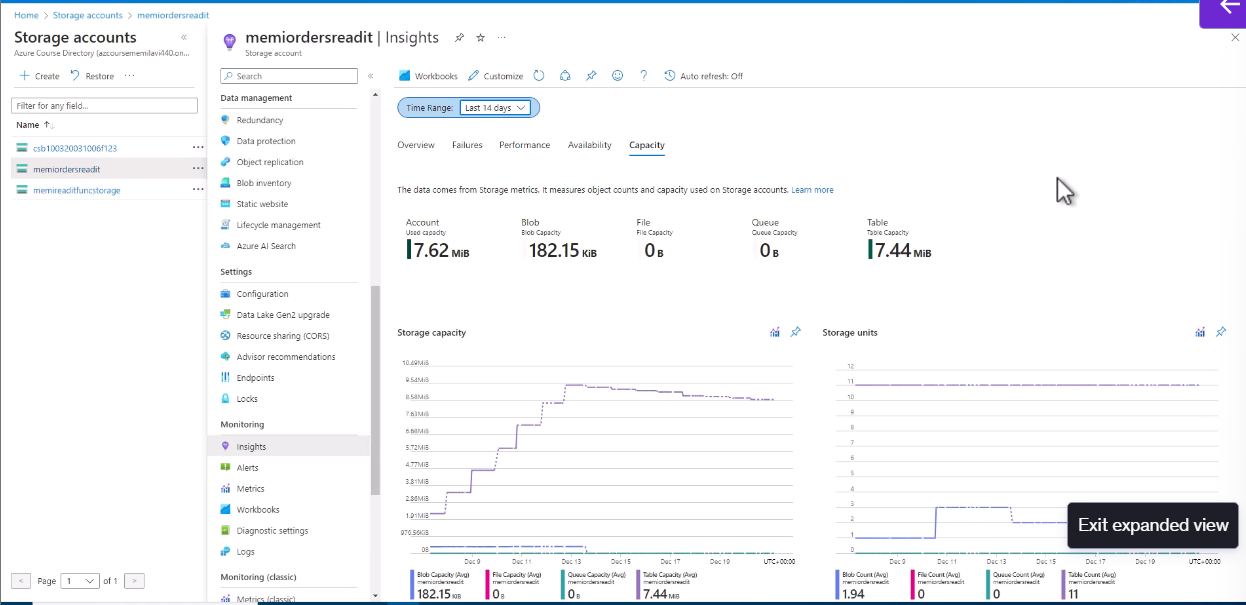 Home > Storage accounts > memiordersreadit
Storage accounts «
Azure Course Directory (azcoursememilavi440.on...
+ Create Restore ...
Filter for any field...
Name ↑↓
csb100320031006f123 ...
memiordersreadit ...
memireaditfuncstorage ...
< Page 1 of 1 >
memiordersreadit | Insights ...
Storage account
Search «
Data management
Redundancy
Data protection
Object replication
Blob inventory
Static website
Lifecycle management
Azure AI Search
Settings
Configuration
Data Lake Gen2 upgrade
Resource sharing (CORS)
Advisor recommendations
Endpoints
Locks
Monitoring
Insights
Alerts
Metrics
Workbooks
Diagnostic settings
Logs
Monitoring (classic)
Metrics (classic)
Workbooks Customize ? Auto refresh: Off
Time Range: Last 14 days
Overview Failures Performance Availability Capacity
The data comes from Storage metrics. It measures object counts and capacity used on Storage accounts. Learn more
Account Blob File Queue Table
Used capacity Blob Capacity File Capacity Queue Capacity Table Capacity
7.62 MiB 182.15 KiB 0 B 0 B 7.44 MiB
Storage capacity
10.49MiB
9.54MiB
8.58MiB
7.63MiB
6.68MiB
5.72MiB
4.77MiB
3.81MiB
2.86MiB
1.91MiB
976.56KiB
0B
Dec 9 Dec 11 Dec 13 Dec 15 Dec 17 Dec 19 UTC+00:00
Blob Capacity (Avg) File Capacity (Avg) Queue Capacity (Avg) Table Capacity (Avg)
memiordersreadit memiordersreadit memiordersreadit memiordersreadit
182.15 KiB 0 B 0 B 7.44 MiB
Storage units
12
11
10
9
8
7
6
5
4
3
2
1
0
Dec 9 Dec 11 Dec 13 Dec 15 Dec 17 Dec 19 UTC+00:00
Blob Count (Avg) File Count (Avg) Queue Count (Avg) Table Count (Avg)
memiordersreadit memiordersreadit memiordersreadit memiordersreadit
1.94 0 0 11
Exit expanded view